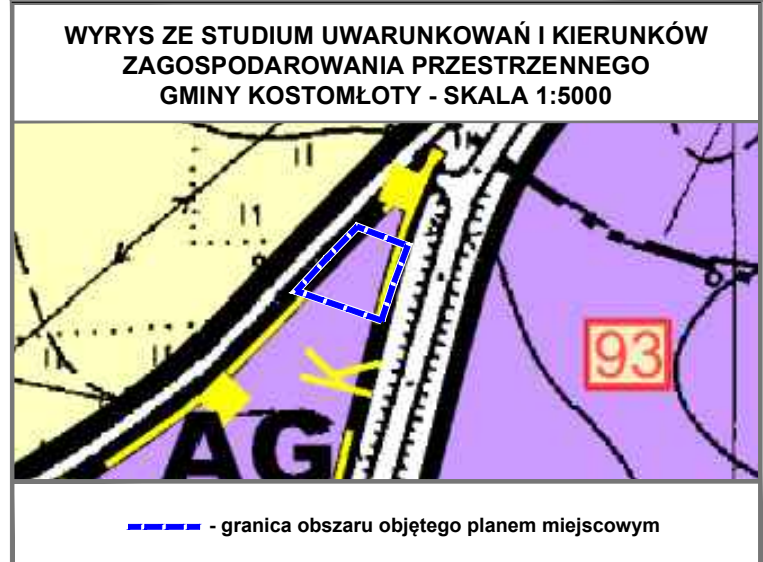 WYRYS ZE STUDIUM UWARUNKOWAŃ I KIERUNKÓW
ZAGOSPODAROWANIA PRZESTRZENNEGO
GMINY KOSTOMŁOTY - SKALA 1:5000
93
K
AG
- granica obszaru objętego planem miejscowym